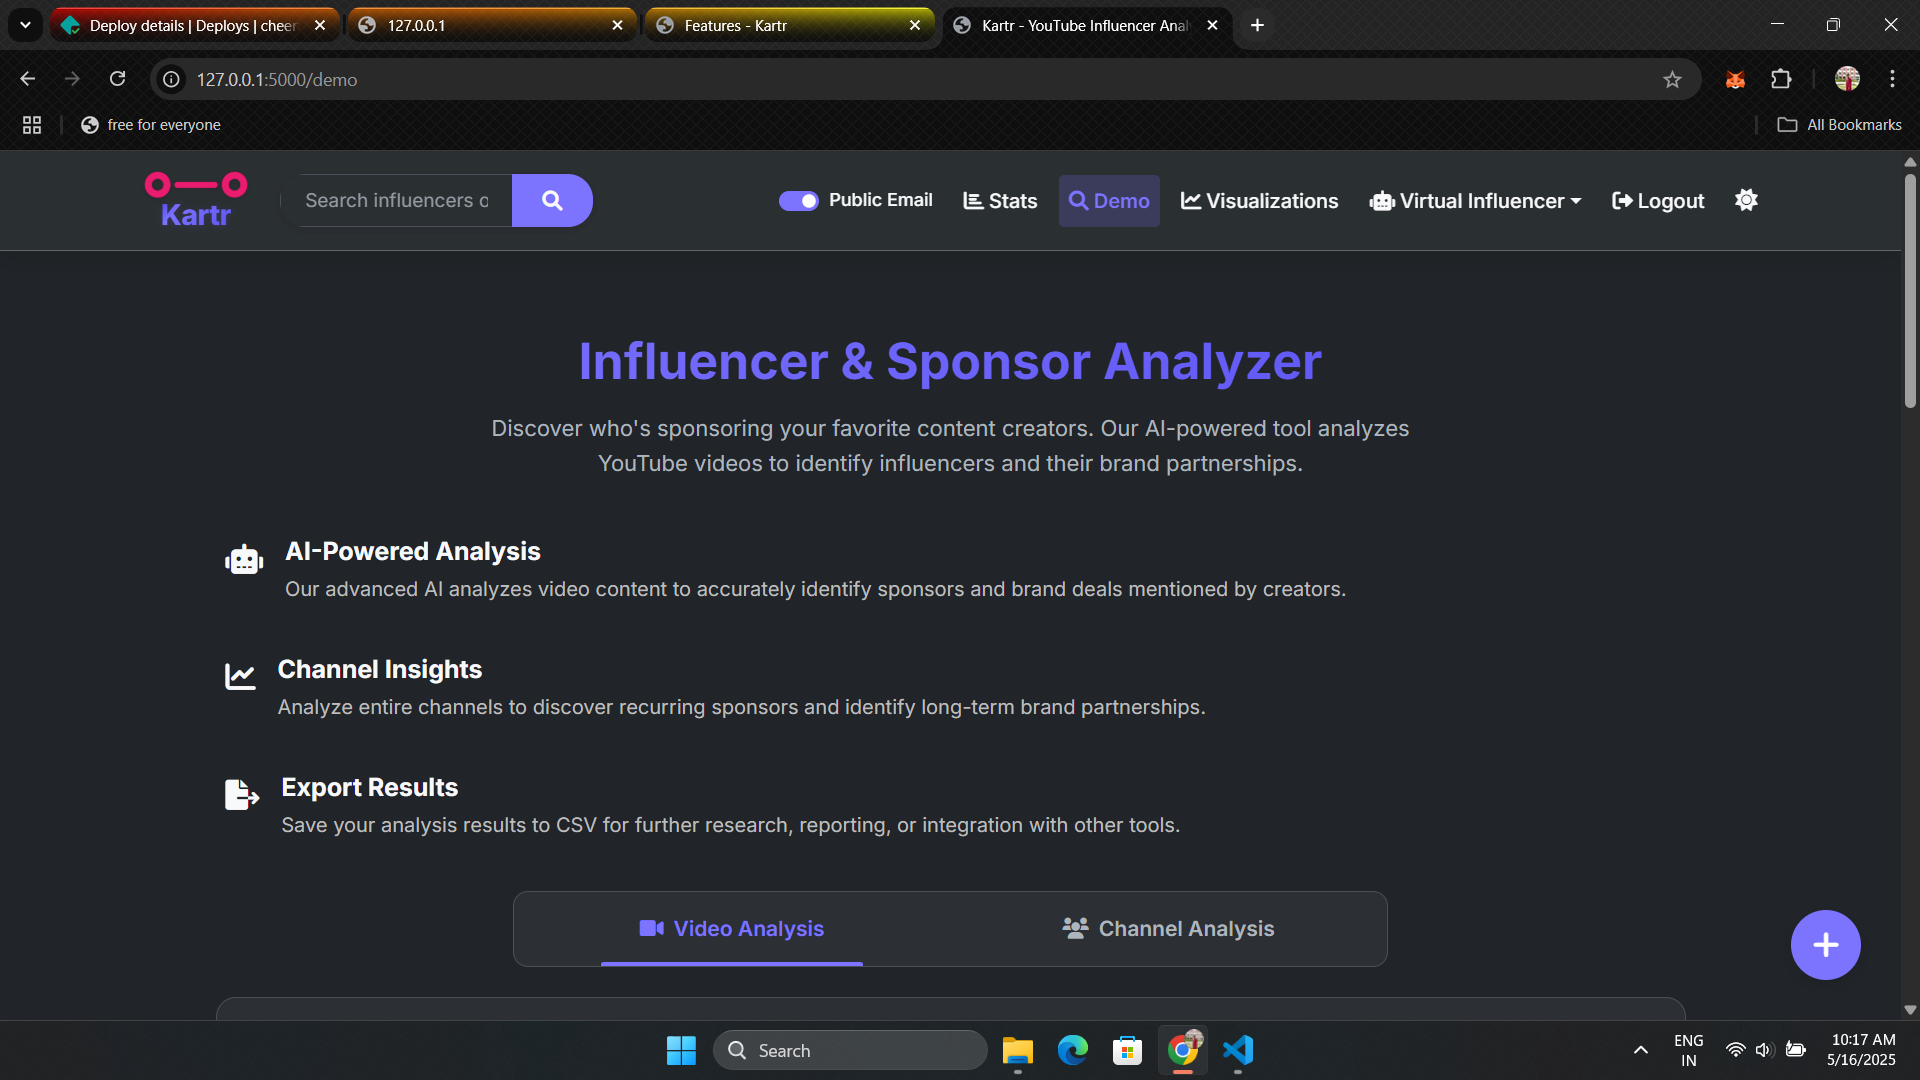 Deploy details | Deploys | cheer
127.0.0.1
Features - Kartr
Kartr - YouTube Influencer Anal
127.0.0.1:5000/demo
free for everyone
All Bookmarks
Kartr
Search influencers o
Public Email
Stats
Demo
Visualizations
Virtual Influencer
Logout
Influencer & Sponsor Analyzer
Discover who's sponsoring your favorite content creators. Our AI-powered tool analyzes
YouTube videos to identify influencers and their brand partnerships.
AI-Powered Analysis
Our advanced AI analyzes video content to accurately identify sponsors and brand deals mentioned by creators.
Channel Insights
Analyze entire channels to discover recurring sponsors and identify long-term brand partnerships.
Export Results
Save your analysis results to CSV for further research, reporting, or integration with other tools.
Video Analysis
Channel Analysis
Search
ENG
IN
10:17 AM
5/16/2025